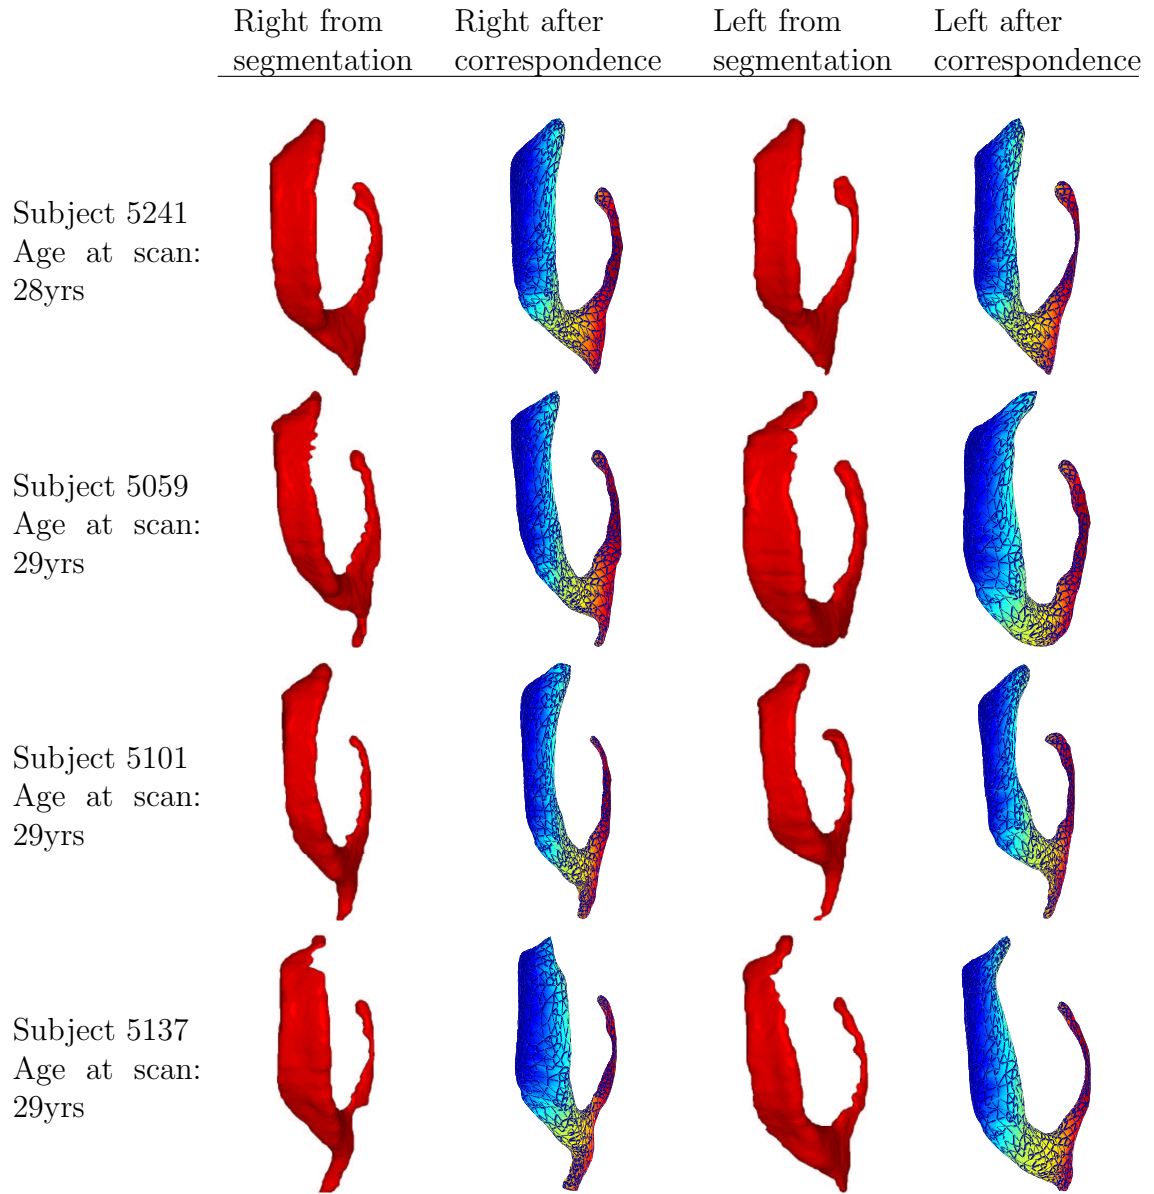 Right from
segmentation
Right after
correspondence
Left from
segmentation
Left after
correspondence
Subject 5241
Age at scan:
28yrs
Subject 5059
Age at scan:
29yrs
Subject 5101
Age at scan:
29yrs
Subject 5137
Age at scan:
29yrs